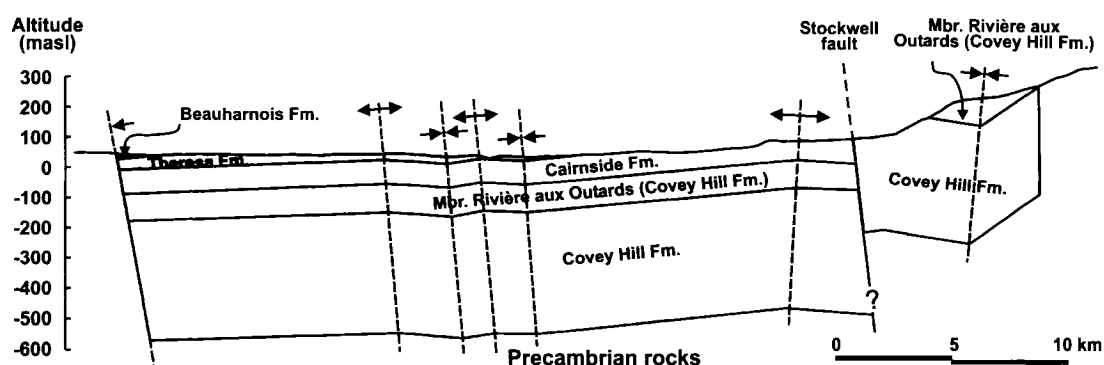 Altitude
(masl)
Stockwell
fault
Mbr. Rivière aux
Outards (Covey Hill Fm.)
300
200
100
0
-100
-200
-300
-400
-500
-600
Beauharnois Fm.
Theresa Fm.
Cairnside Fm.
Mbr. Rivière aux Outards (Covey Hill Fm.)
Covey Hill Fm.
Covey Hill Fm.
?
Precambrian rocks
0
5
10 km